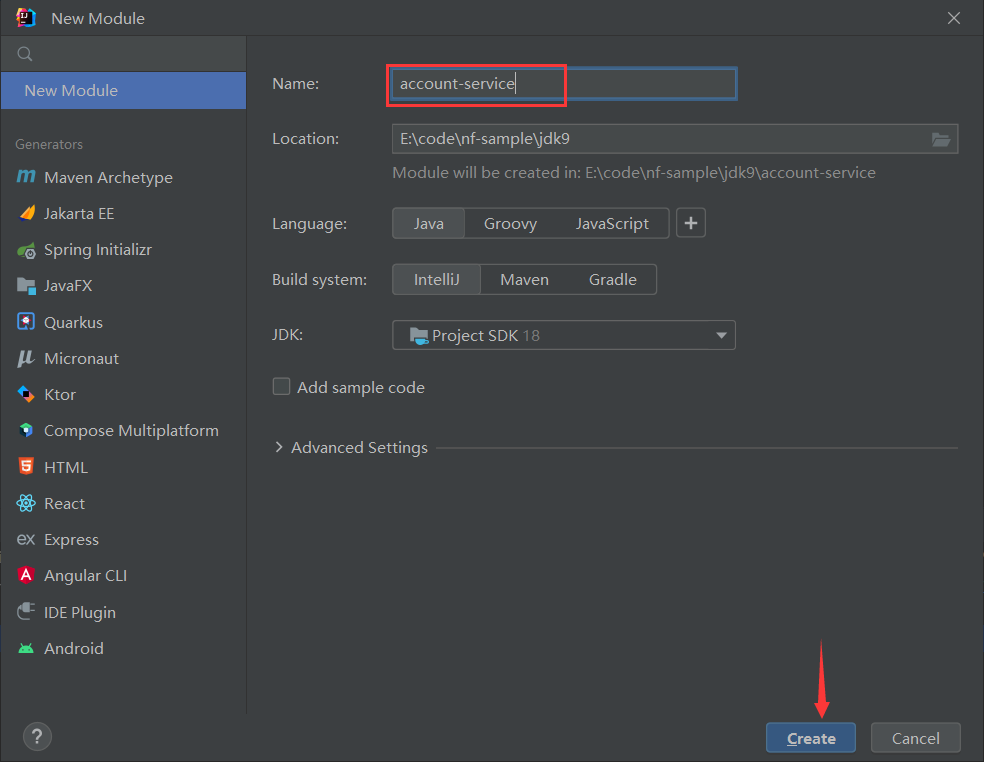 New Module
New Module
Generators
Maven Archetype
Jakarta EE
Spring Initializr
JavaFX
Quarkus
Micronaut
Ktor
Compose Multiplatform
HTML
React
Express
Angular CLI
IDE Plugin
Android
Name: account-service
Location: E:\code\nf-sample\jdk9
Module will be created in: E:\code\nf-sample\jdk9\account-service
Language: Java Groovy JavaScript +
Build system: IntelliJ Maven Gradle
JDK: Project SDK 18
Add sample code
Advanced Settings
? Create Cancel